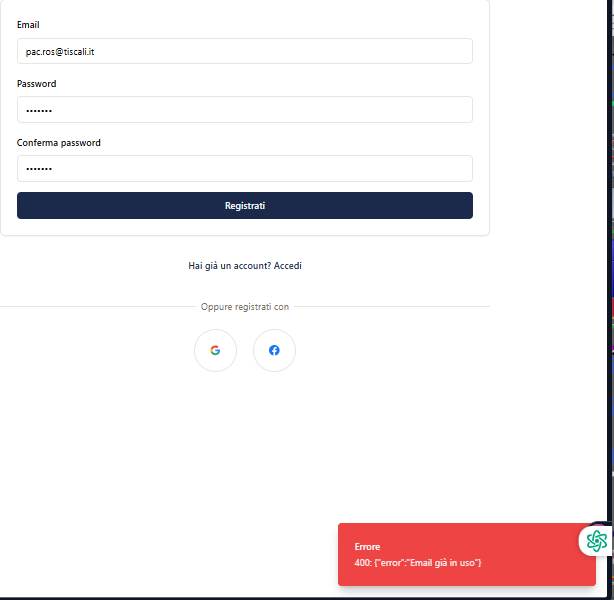 Email
pac.ros@tiscali.it
Password
•••••••
Conferma password
•••••••
Registrati
Hai già un account? Accedi
Oppure registrati con
Errore
400: {"error":"Email già in uso"}